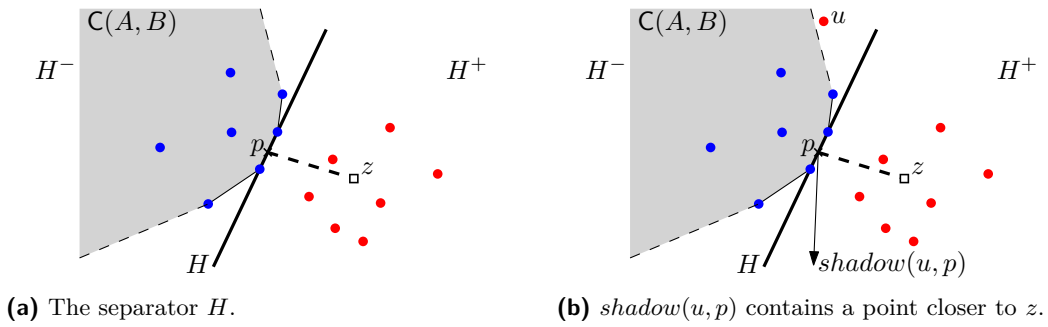 C(A, B)
H⁻
H⁺
p
z
H
(a) The separator H.
C(A, B)
u
H⁻
H⁺
p
z
H
shadow(u, p)
(b) shadow(u, p) contains a point closer to z.